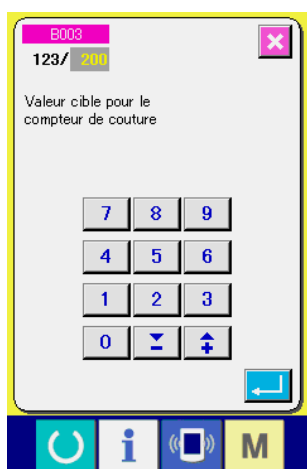 B003
123/ 200
Valeur cible pour le
compteur de couture
7 8 9
4 5 6
1 2 3
0
i M